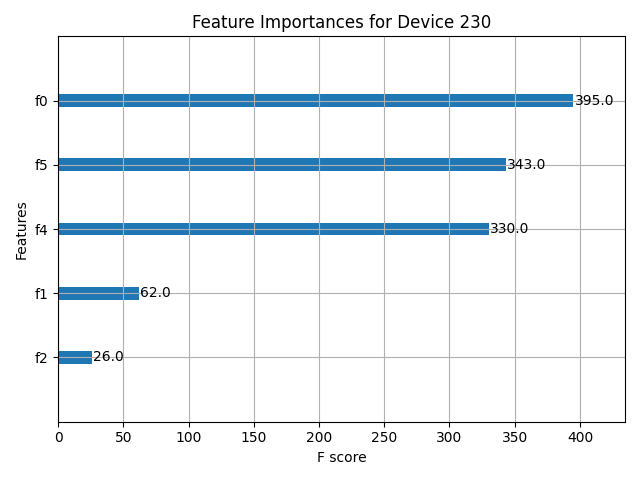 Feature Importances for Device 230
Features
f0
395.0
f5
343.0
f4
330.0
f1
62.0
f2
26.0
0 50 100 150 200 250 300 350 400
F score